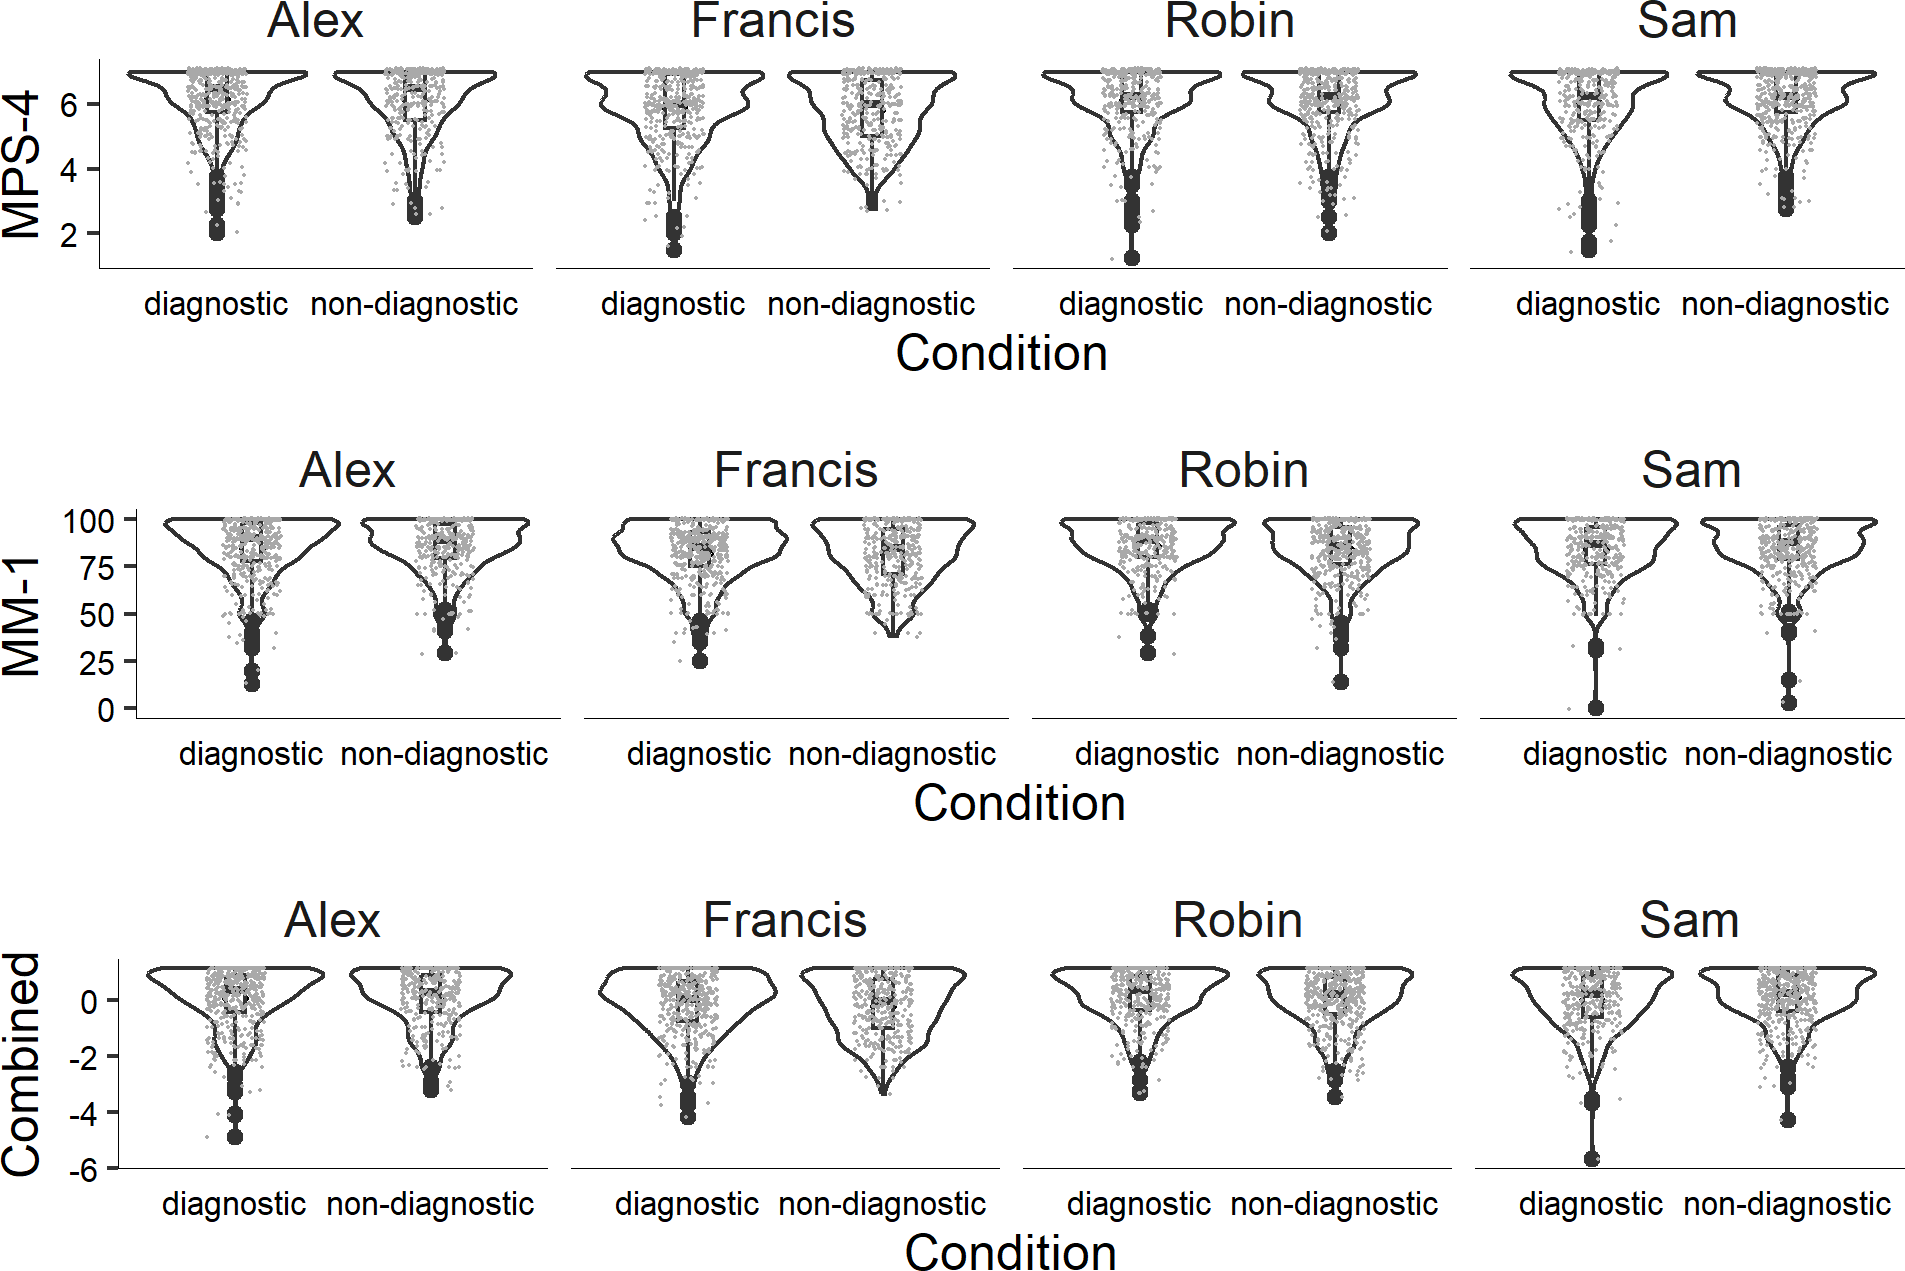 Alex Francis Robin Sam
MPS-4
6
4
2
diagnostic non-diagnostic diagnostic non-diagnostic diagnostic non-diagnostic diagnostic non-diagnostic
Condition
Alex Francis Robin Sam
MM-1
100
75
50
25
0
diagnostic non-diagnostic diagnostic non-diagnostic diagnostic non-diagnostic diagnostic non-diagnostic
Condition
Alex Francis Robin Sam
Combined
0
-2
-4
-6
diagnostic non-diagnostic diagnostic non-diagnostic diagnostic non-diagnostic diagnostic non-diagnostic
Condition